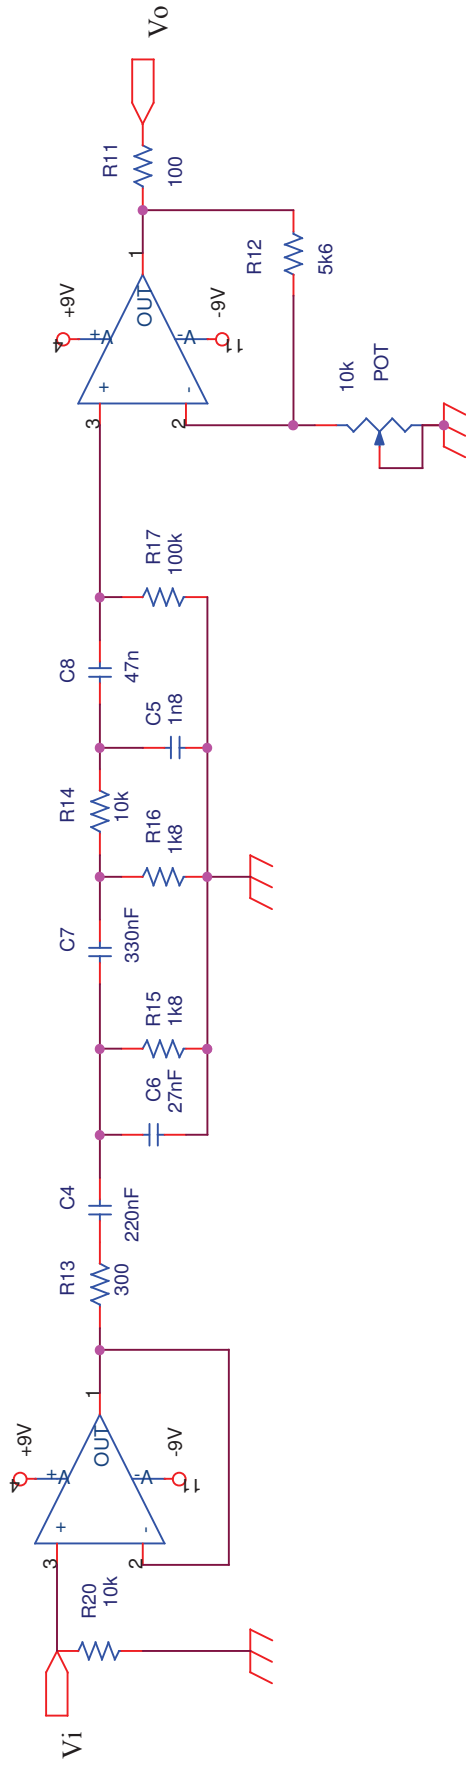 Vi
R20
10k
3
2
+
-
4
+9V
V+
V-
11
-9V
OUT
1
R13
300
C4
220nF
C6
27nF
R15
1k8
C7
330nF
R16
1k8
R14
10k
C5
1n8
C8
47n
R17
100k
3
2
+
-
4
+9V
V+
V-
11
-9V
OUT
1
10k
POT
R12
5k6
R11
100
Vo